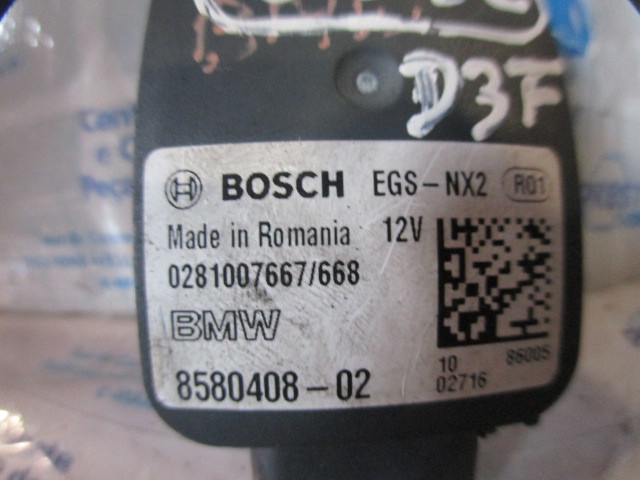 D3F
BOSCH EGS-NX2 R01
Made in Romania 12V
0281007667/668
BMW
8580408-02
10 86005
02716